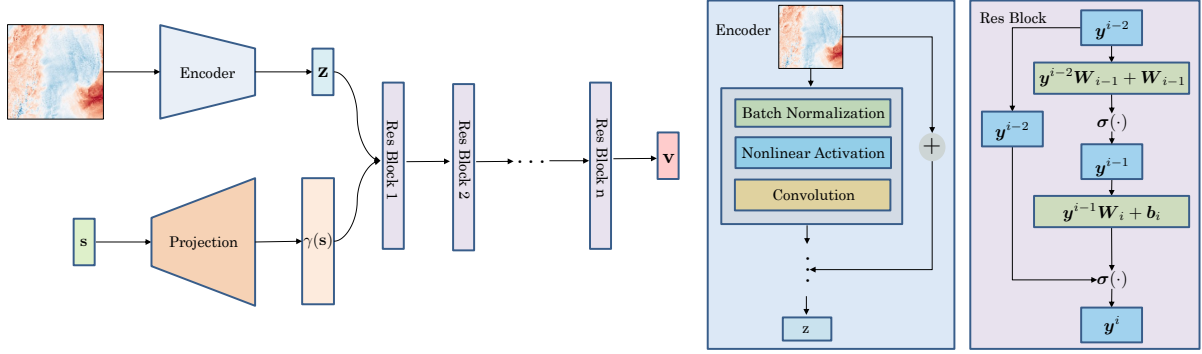 Encoder
z
Res Block 1
Res Block 2
. . .
Res Block n
v
s
Projection
γ(s)
Encoder
Batch Normalization
Nonlinear Activation
Convolution
+
z
Res Block
y^{i-2}
y^{i-2}W_{i-1} + W_{i-1}
σ(·)
y^{i-2}
y^{i-1}
y^{i-1}W_i + b_i
σ(·)
y^i